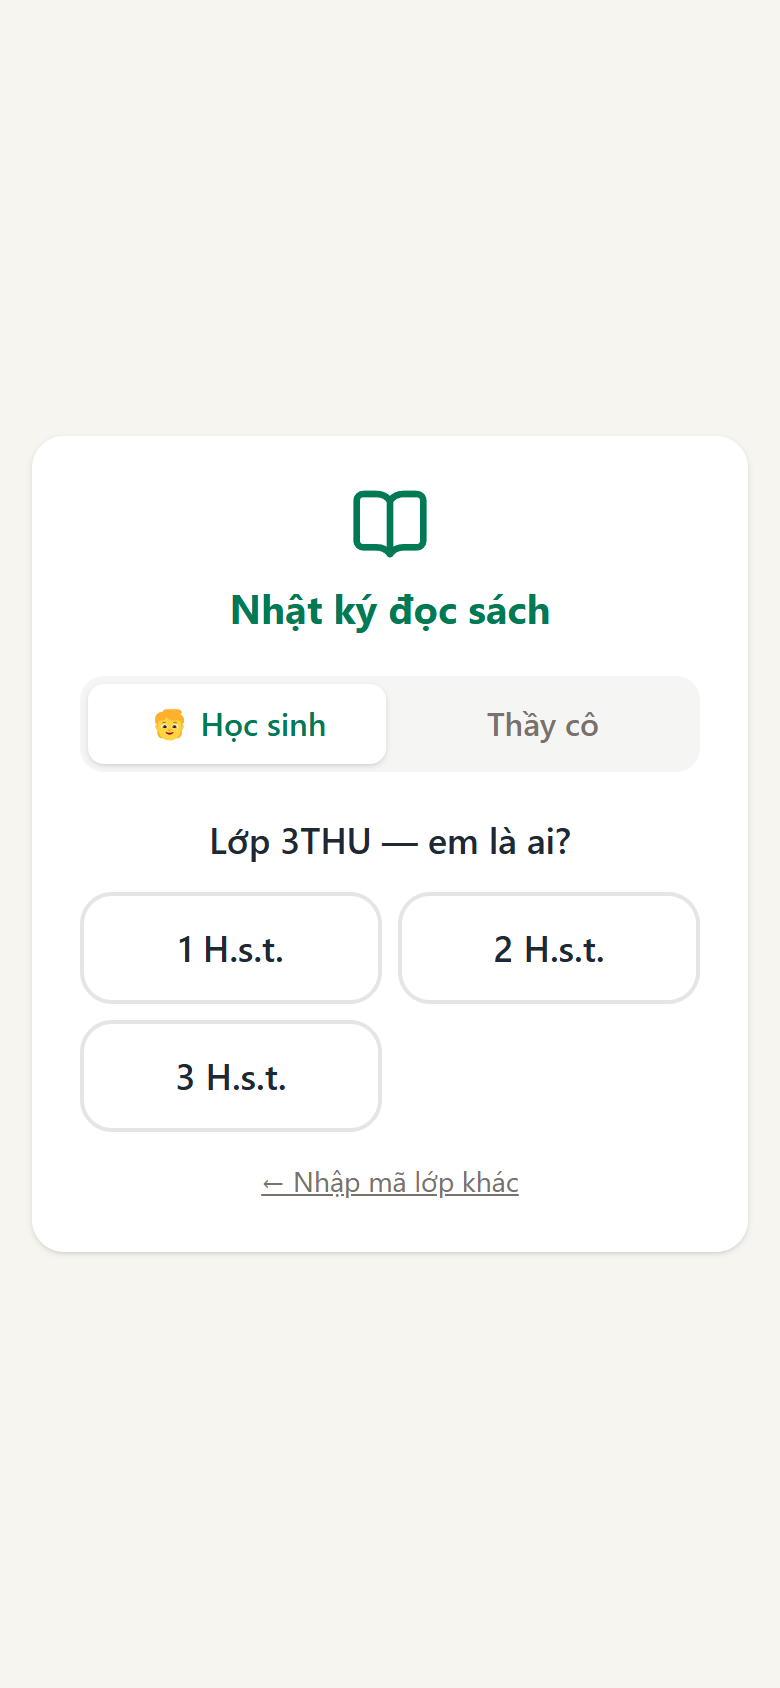 Nhật ký đọc sách
Học sinh
Thầy cô
Lớp 3THU — em là ai?
1 H.s.t.
2 H.s.t.
3 H.s.t.
← Nhập mã lớp khác